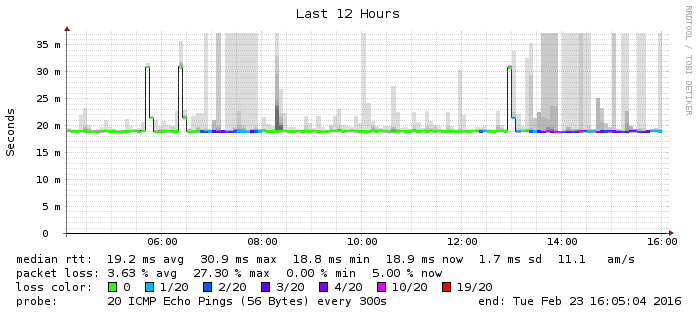 Last 12 Hours
RRDTOOL / TOBI OETIKER
Seconds
35 m
30 m
25 m
20 m
15 m
10 m
5 m
0
06:00 08:00 10:00 12:00 14:00 16:00
median rtt: 19.2 ms avg 30.9 ms max 18.8 ms min 18.9 ms now 1.7 ms sd 11.1 am/s
packet loss: 3.63 % avg 27.30 % max 0.00 % min 5.00 % now
loss color: 0 1/20 2/20 3/20 4/20 10/20 19/20
probe: 20 ICMP Echo Pings (56 Bytes) every 300s end: Tue Feb 23 16:05:04 2016